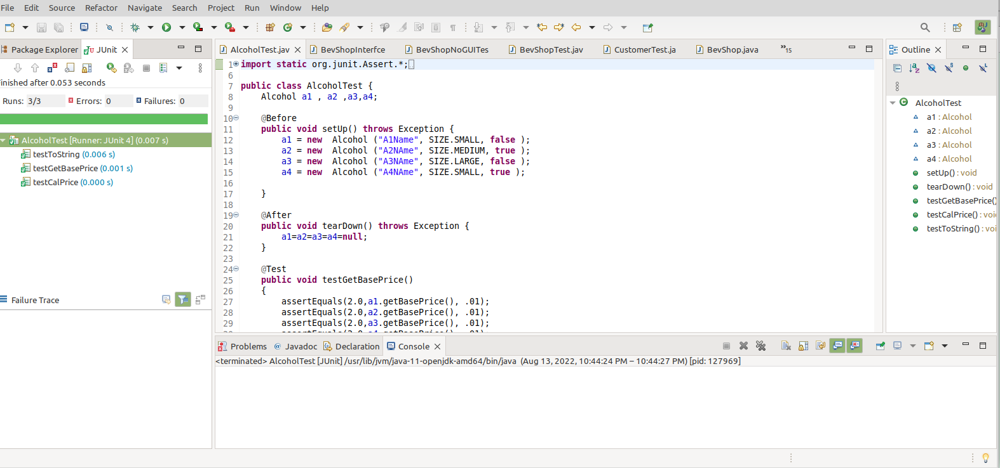 File Edit Source Refactor Navigate Search Project Run Window Help
Package Explorer JUnit
Finished after 0.053 seconds
Runs: 3/3 Errors: 0 Failures: 0
AlcoholTest [Runner: JUnit 4] (0.007 s)
testToString (0.006 s)
testGetBasePrice (0.001 s)
testCalPrice (0.000 s)
Failure Trace
AlcoholTest.jav BevShopInterfce BevShopNoGUITes BevShopTest.jav CustomerTest.ja BevShop.java »15
1 import static org.junit.Assert.*;
6
7 public class AlcoholTest {
8 Alcohol a1 , a2 ,a3,a4;
9
10 @Before
11 public void setUp() throws Exception {
12 a1 = new  Alcohol ("A1Name", SIZE.SMALL, false );
13 a2 = new  Alcohol ("A2NAme", SIZE.MEDIUM, true );
14 a3 = new  Alcohol ("A3NAme", SIZE.LARGE, false );
15 a4 = new  Alcohol ("A4NAme", SIZE.SMALL, true );
16
17 }
18
19 @After
20 public void tearDown() throws Exception {
21 a1=a2=a3=a4=null;
22 }
23
24 @Test
25 public void testGetBasePrice()
26 {
27 assertEquals(2.0,a1.getBasePrice(), .01);
28 assertEquals(2.0,a2.getBasePrice(), .01);
29 assertEquals(2.0,a3.getBasePrice(), .01);
30 assertEquals(2.0,a4.getBasePrice(), .01);
Outline
AlcoholTest
a1 : Alcohol
a2 : Alcohol
a3 : Alcohol
a4 : Alcohol
setUp() : void
tearDown() : void
testGetBasePrice()
testCalPrice() : voi
testToString() : voi
Problems @ Javadoc Declaration Console
<terminated> AlcoholTest [JUnit] /usr/lib/jvm/java-11-openjdk-amd64/bin/java (Aug 13, 2022, 10:44:24 PM – 10:44:27 PM) [pid: 127969]